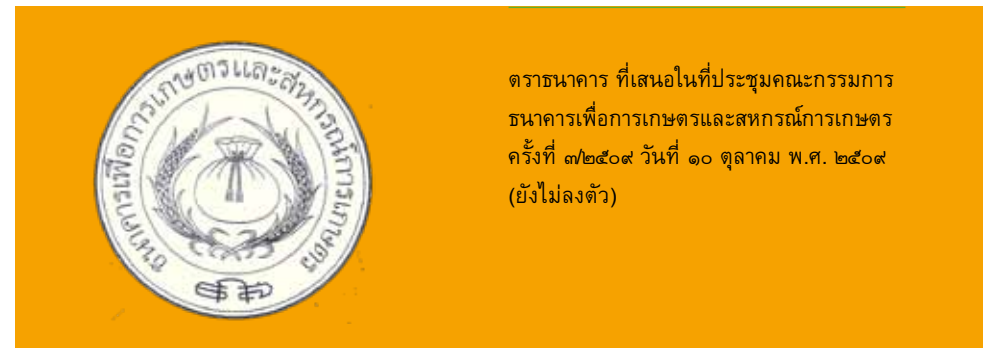 ธนาคารเพื่อการเกษตรและสหกรณ์การเกษตร
ตราธนาคาร ที่เสนอในที่ประชุมคณะกรรมการ
ธนาคารเพื่อการเกษตรและสหกรณ์การเกษตร
ครั้งที่ ๗/๒๕๐๙ วันที่ ๑๐ ตุลาคม พ.ศ. ๒๕๐๙
(ยังไม่ลงตัว)